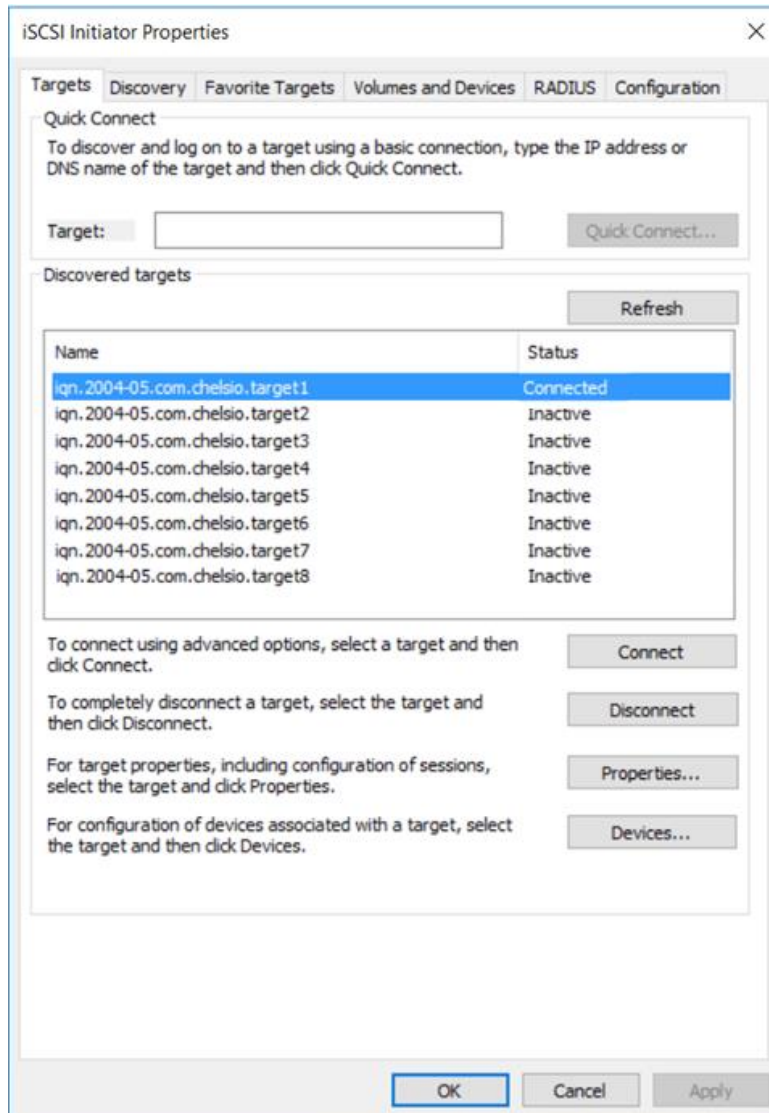 iSCSI Initiator Properties
Targets Discovery Favorite Targets Volumes and Devices RADIUS Configuration
Quick Connect
To discover and log on to a target using a basic connection, type the IP address or
DNS name of the target and then click Quick Connect.
Target: Quick Connect...
Discovered targets
Refresh
Name Status
iqn.2004-05.com.chelsio.target1 Connected
iqn.2004-05.com.chelsio.target2 Inactive
iqn.2004-05.com.chelsio.target3 Inactive
iqn.2004-05.com.chelsio.target4 Inactive
iqn.2004-05.com.chelsio.target5 Inactive
iqn.2004-05.com.chelsio.target6 Inactive
iqn.2004-05.com.chelsio.target7 Inactive
iqn.2004-05.com.chelsio.target8 Inactive
To connect using advanced options, select a target and then
click Connect.
Connect
To completely disconnect a target, select the target and
then click Disconnect.
Disconnect
For target properties, including configuration of sessions,
select the target and click Properties.
Properties...
For configuration of devices associated with a target, select
the target and then click Devices.
Devices...
OK Cancel Apply